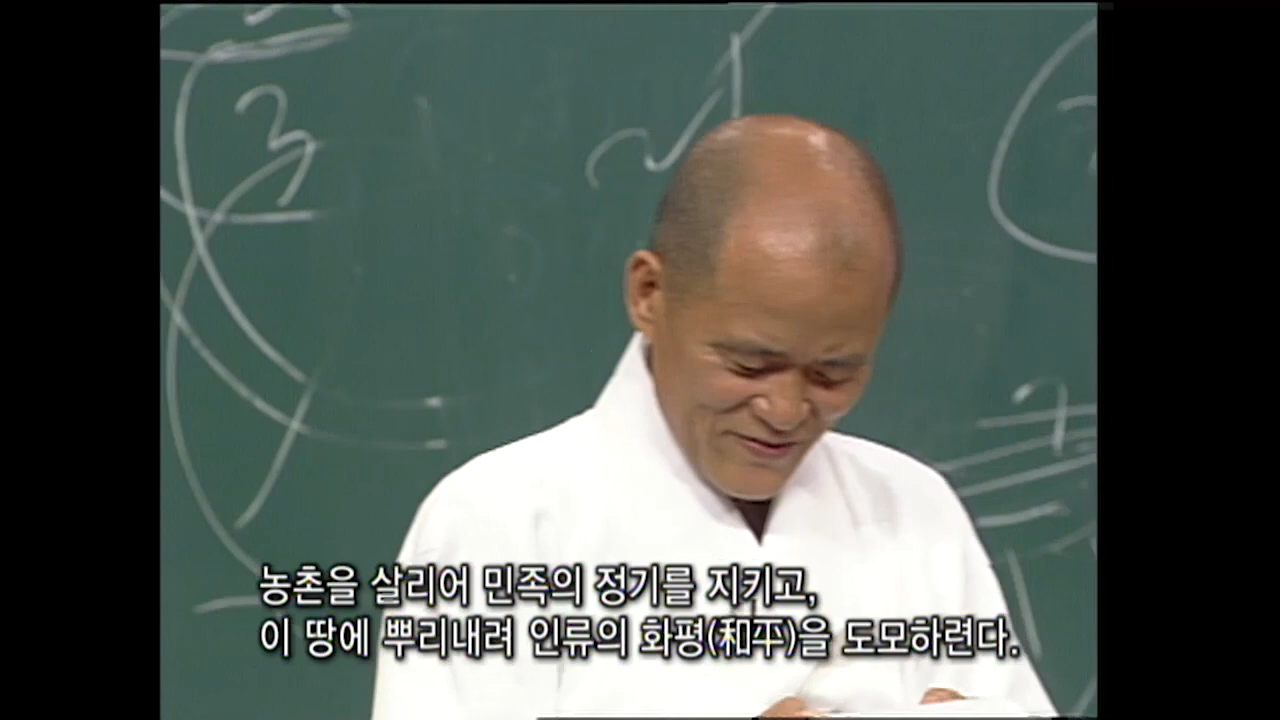 3
농촌을 살리어 민족의 정기를 지키고,
이 땅에 뿌리내려 인류의 화평(和平)을 도모하련다.